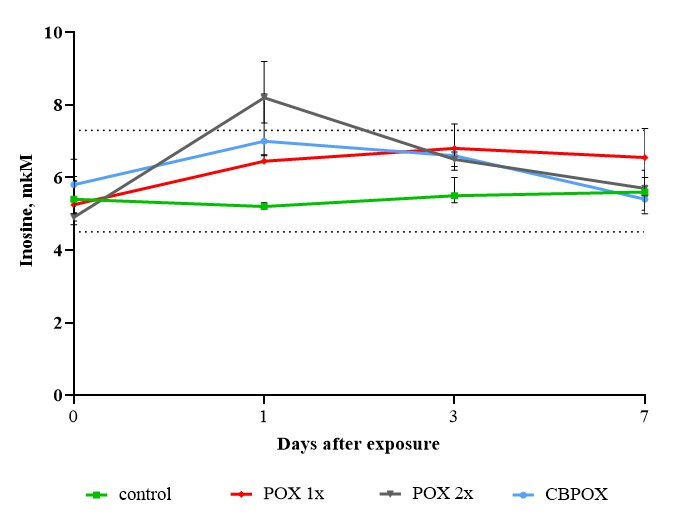 10
8
6
4
2
0
Inosine, mkM
0 1 3 7
Days after exposure
control POX 1x POX 2x CBPOX